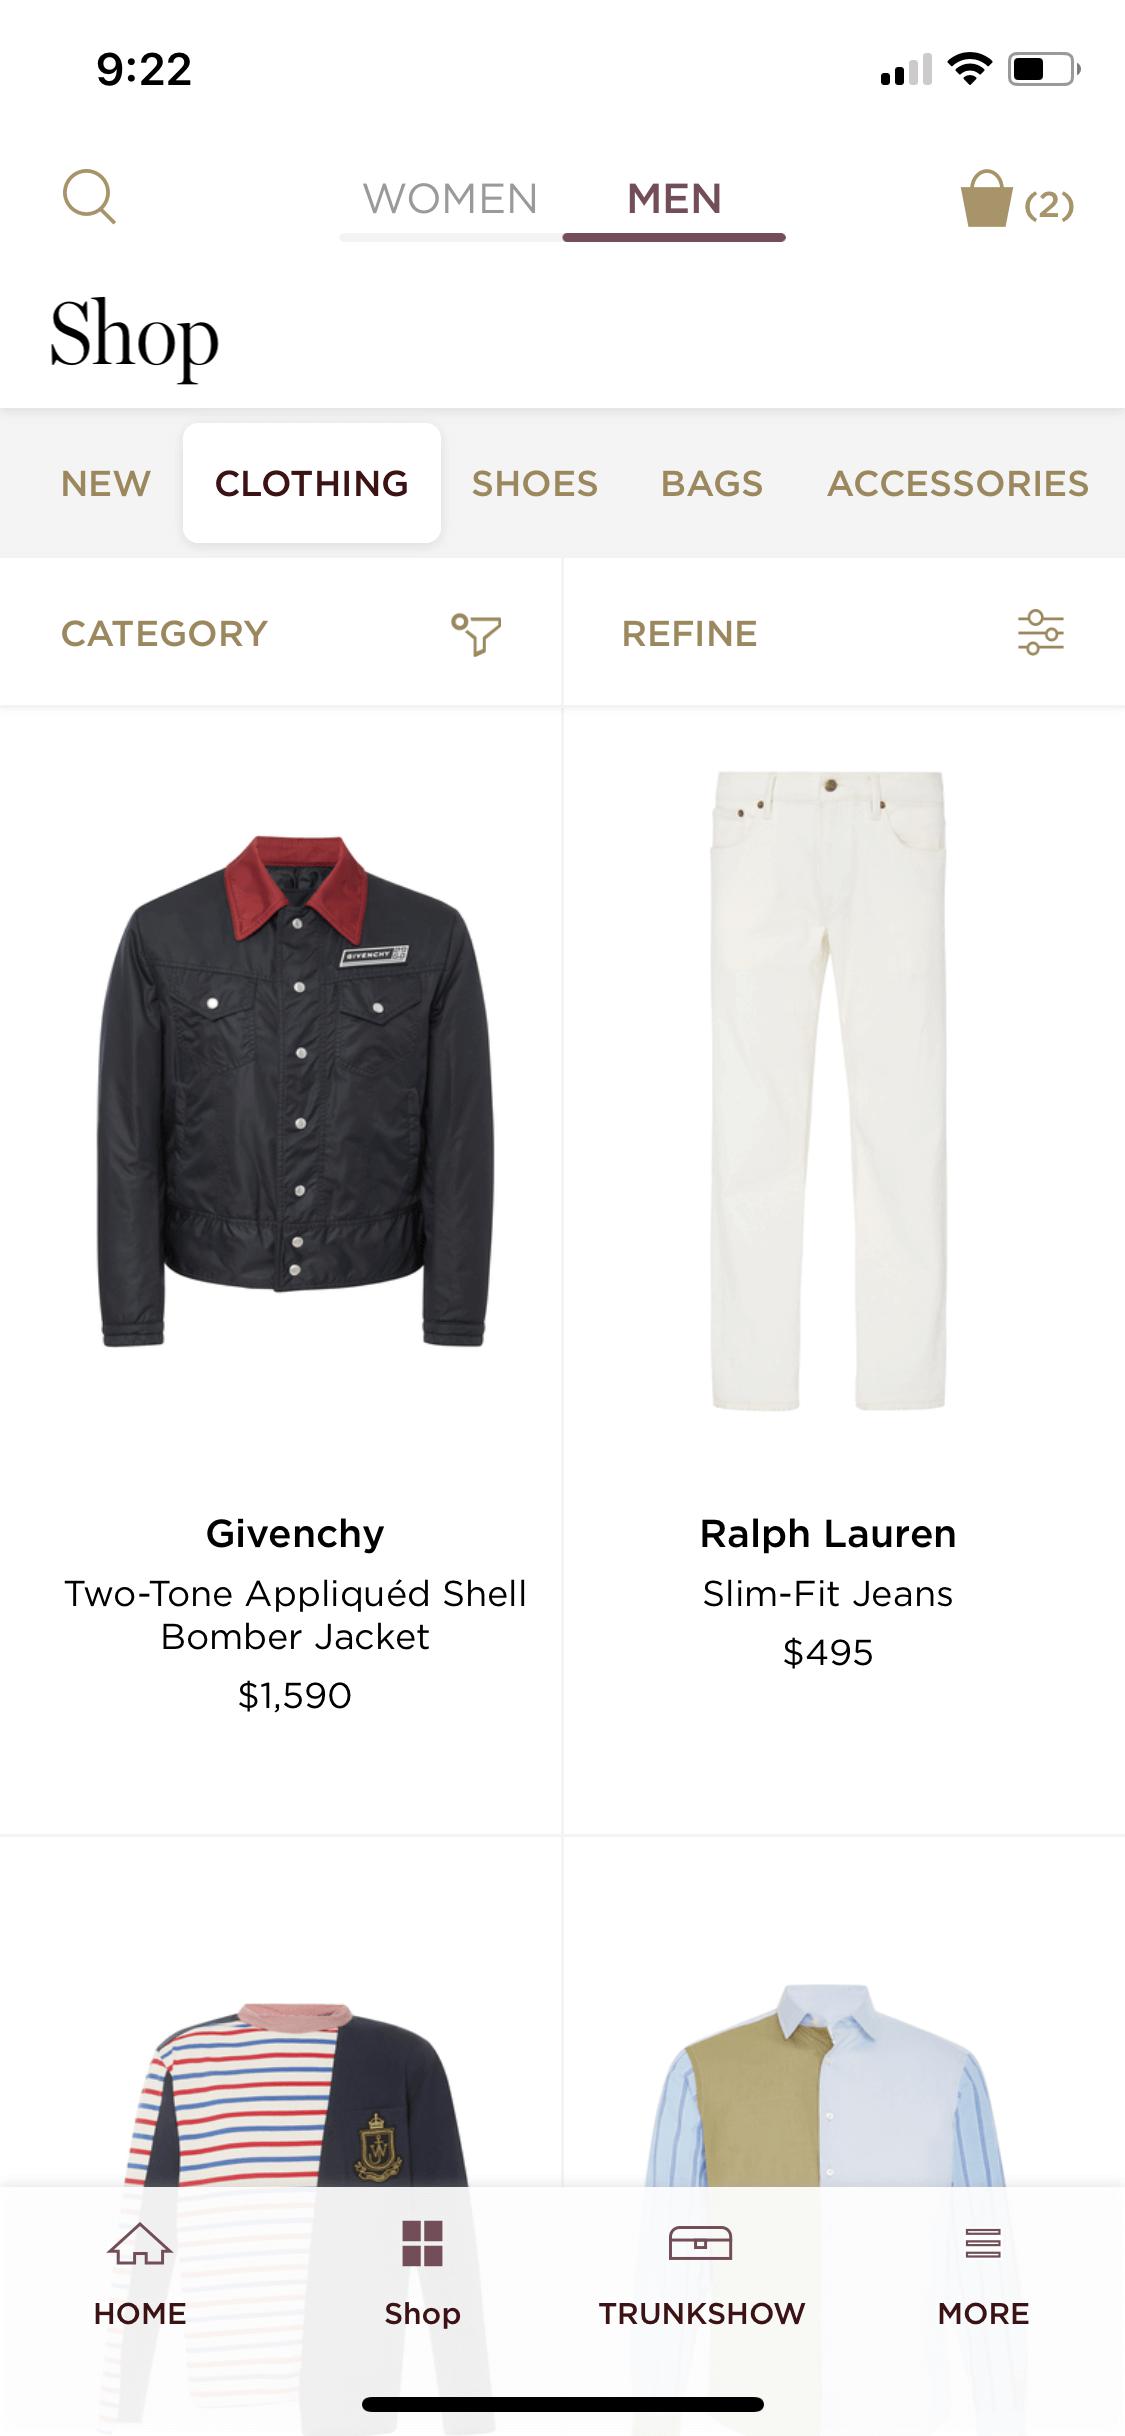 9:22
WOMEN MEN (2)
Shop
NEW CLOTHING SHOES BAGS ACCESSORIES
CATEGORY REFINE
GIVENCHY
Givenchy
Two-Tone Appliquéd Shell
Bomber Jacket
$1,590
Ralph Lauren
Slim-Fit Jeans
$495
HOME Shop TRUNKSHOW MORE